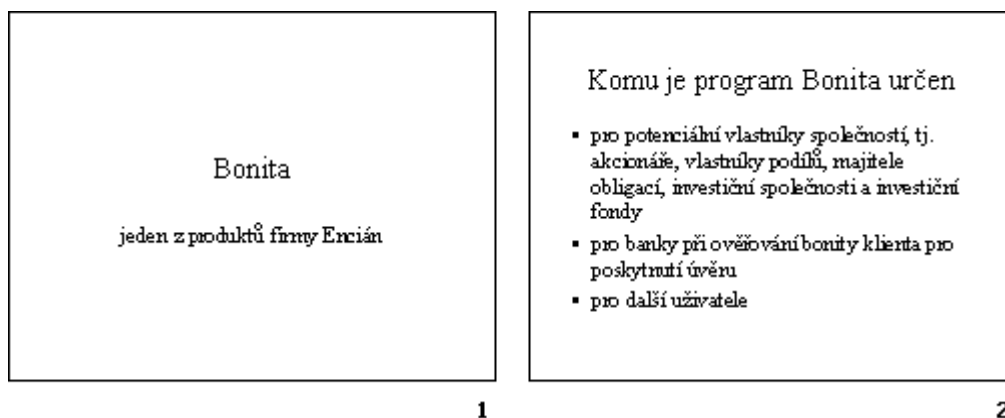 Bonita
jeden z produktů firmy Encián
1
Komu je program Bonita určen
▪ pro potenciální vlastníky společností, tj.
akcionáře, vlastníky podílů, majitele
obligací, investiční společnosti a investiční
fondy
▪ pro banky při ověřování bonity klienta pro
poskytnutí úvěru
▪ pro další uživatele
2